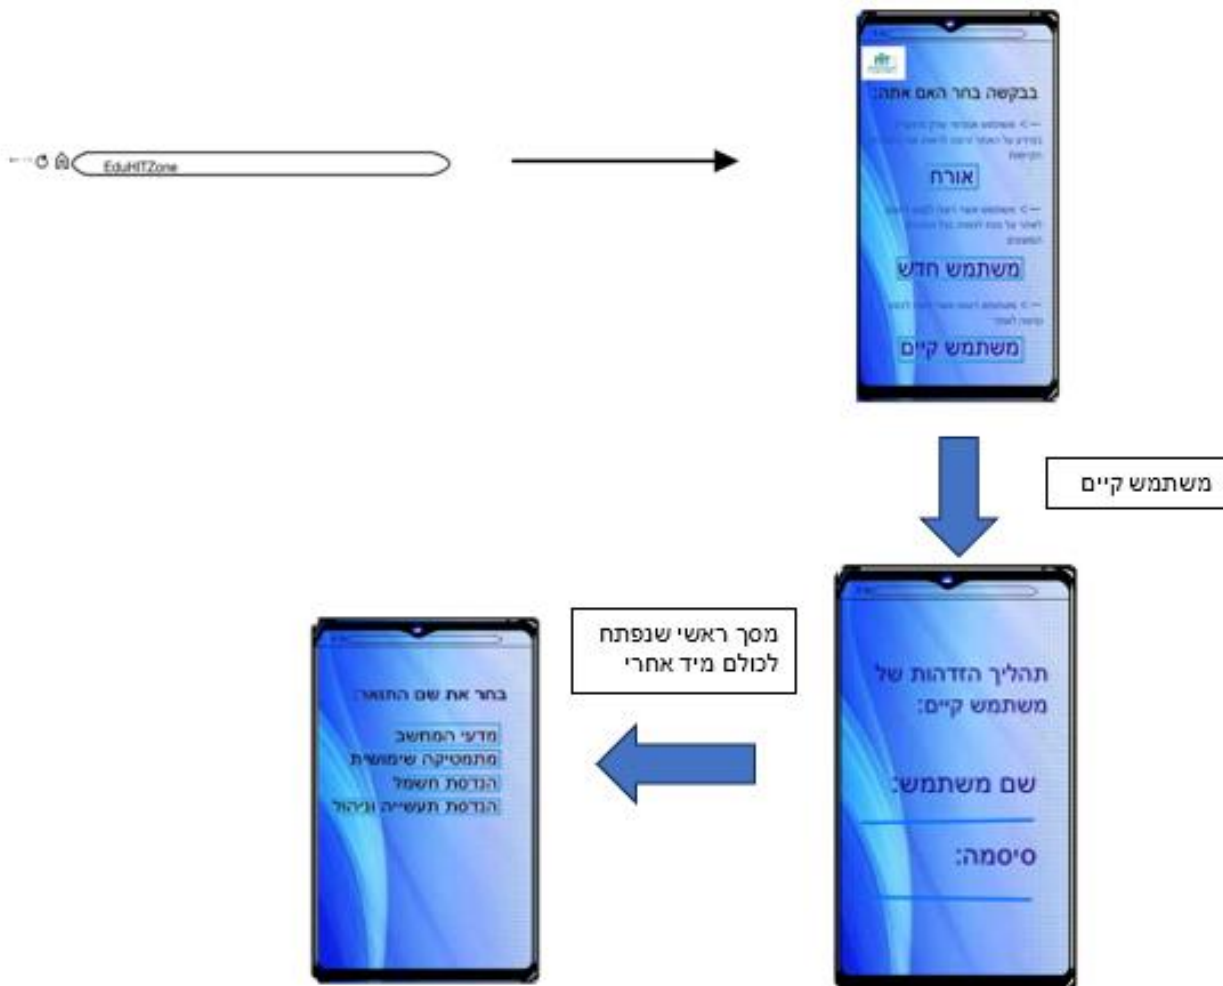 EduHITZone
HIT
בבקשה בחר האם אתה:
אורח
משתמש חדש
משתמש קיים
משתמש קיים
תהליך הזדהות של
משתמש קיים:
שם משתמש:
סיסמה:
מסך ראשי שנפתח
לכולם מיד אחרי
בחר את שם התואר:
מדעי המחשב
מתמטיקה שימושית
הנדסת חשמל
הנדסת תעשייה וניהול